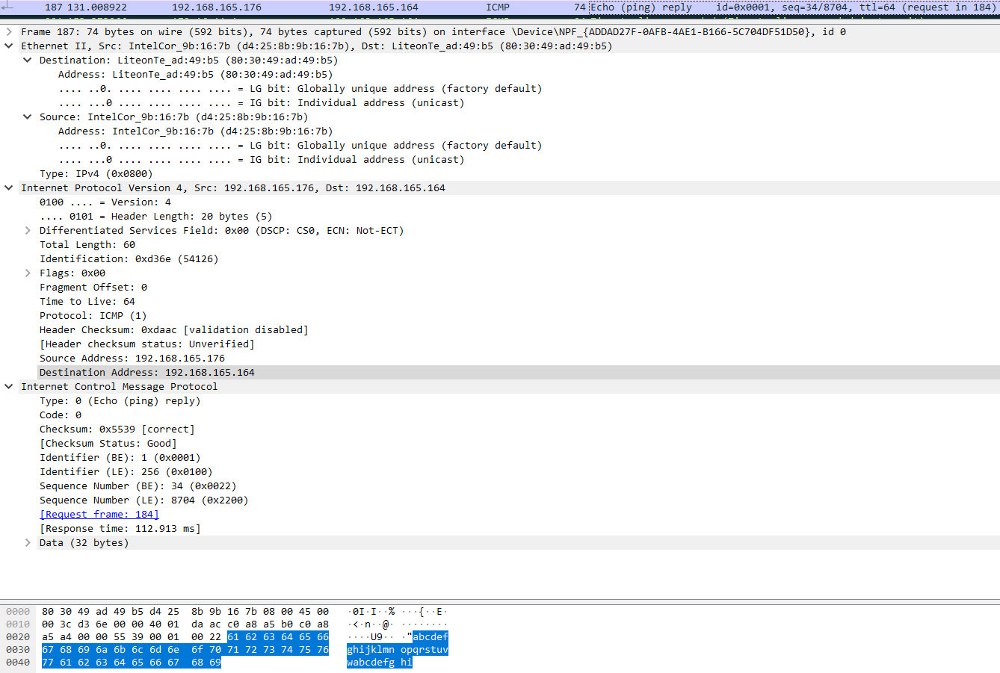 187 131.008922 192.168.165.176 192.168.165.164 ICMP 74 Echo (ping) reply id=0x0001, seq=34/8704, ttl=64 (request in 184)
Frame 187: 74 bytes on wire (592 bits), 74 bytes captured (592 bits) on interface \Device\NPF_{ADDAD27F-0AFB-4AE1-B166-5C704DF51D50}, id 0
Ethernet II, Src: IntelCor_9b:16:7b (d4:25:8b:9b:16:7b), Dst: LiteonTe_ad:49:b5 (80:30:49:ad:49:b5)
Destination: LiteonTe_ad:49:b5 (80:30:49:ad:49:b5)
Address: LiteonTe_ad:49:b5 (80:30:49:ad:49:b5)
.... ..0. .... .... .... .... = LG bit: Globally unique address (factory default)
.... ...0 .... .... .... .... = IG bit: Individual address (unicast)
Source: IntelCor_9b:16:7b (d4:25:8b:9b:16:7b)
Address: IntelCor_9b:16:7b (d4:25:8b:9b:16:7b)
.... ..0. .... .... .... .... = LG bit: Globally unique address (factory default)
.... ...0 .... .... .... .... = IG bit: Individual address (unicast)
Type: IPv4 (0x0800)
Internet Protocol Version 4, Src: 192.168.165.176, Dst: 192.168.165.164
0100 .... = Version: 4
.... 0101 = Header Length: 20 bytes (5)
Differentiated Services Field: 0x00 (DSCP: CS0, ECN: Not-ECT)
Total Length: 60
Identification: 0xd36e (54126)
Flags: 0x00
Fragment Offset: 0
Time to Live: 64
Protocol: ICMP (1)
Header Checksum: 0xdaac [validation disabled]
[Header checksum status: Unverified]
Source Address: 192.168.165.176
Destination Address: 192.168.165.164
Internet Control Message Protocol
Type: 0 (Echo (ping) reply)
Code: 0
Checksum: 0x5539 [correct]
[Checksum Status: Good]
Identifier (BE): 1 (0x0001)
Identifier (LE): 256 (0x0100)
Sequence Number (BE): 34 (0x0022)
Sequence Number (LE): 8704 (0x2200)
[Request frame: 184]
[Response time: 112.913 ms]
Data (32 bytes)
0000 80 30 49 ad 49 b5 d4 25 8b 9b 16 7b 08 00 45 00 ·0I·I··% ···{··E·
0010 00 3c d3 6e 00 00 40 01 da ac c0 a8 a5 b0 c0 a8 ·<·n··@· ········
0020 a5 a4 00 00 55 39 00 01 00 22 61 62 63 64 65 66 ····U9·· ·"abcdef
0030 67 68 69 6a 6b 6c 6d 6e 6f 70 71 72 73 74 75 76 ghijklmn opqrstuv
0040 77 61 62 63 64 65 66 67 68 69 wabcdefg hi